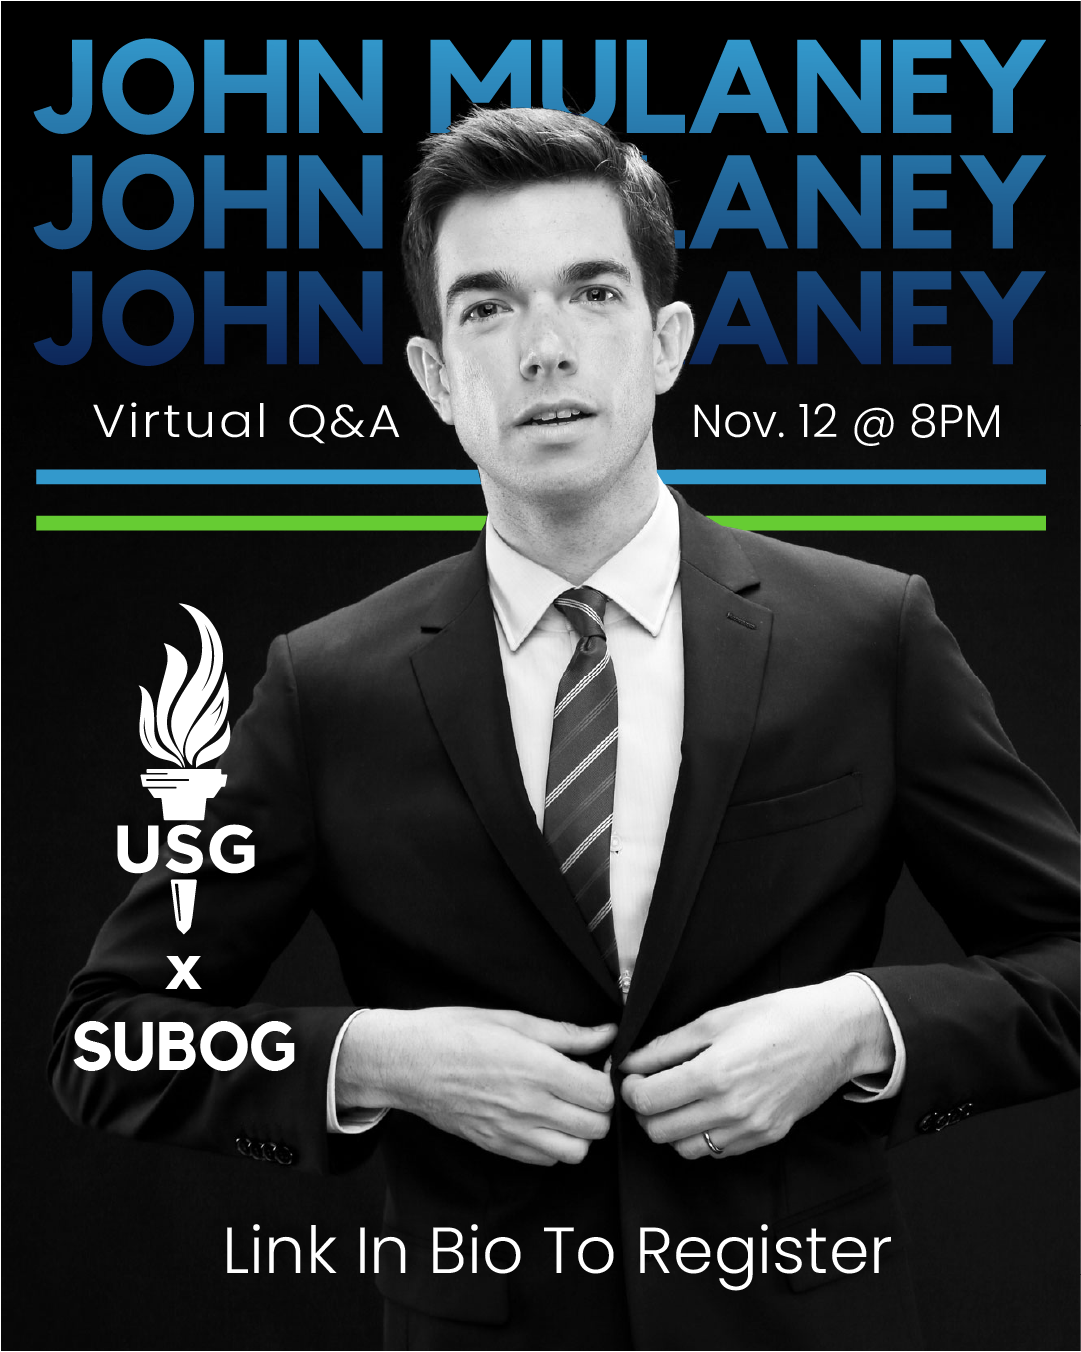 JOHN MULANEY
JOHN LANEY
JOHN ANEY
Virtual Q&A Nov. 12 @ 8PM
USG
x
SUBOG
Link In Bio To Register